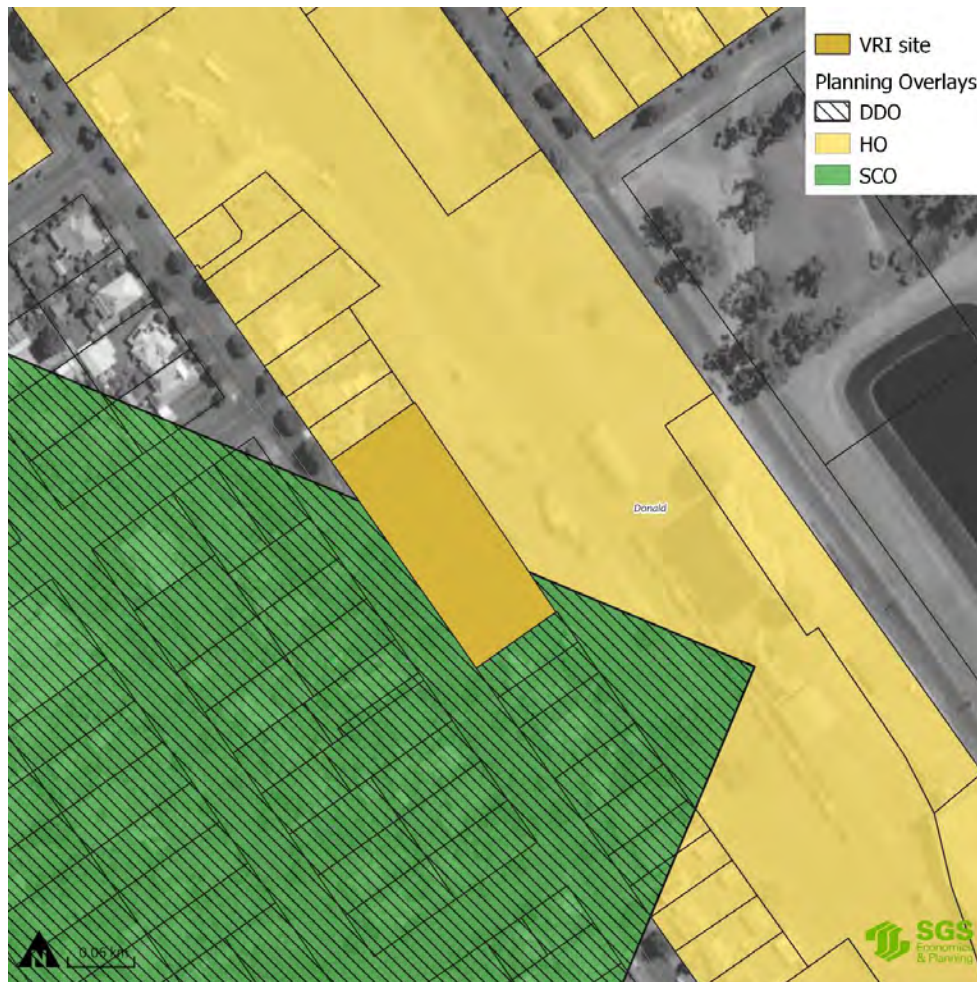 VRI site
Planning Overlays
DDO
HO
SCO
Donald
N
0.06 km
SGS
Economics
& Planning